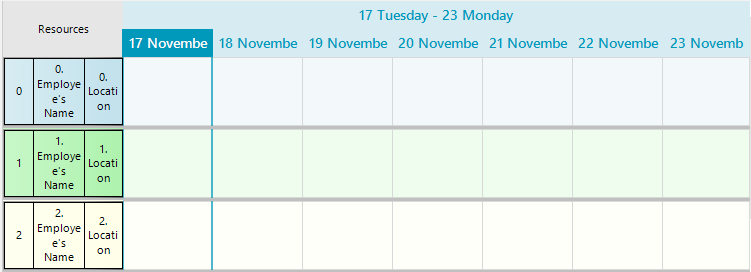 Resources
17 Tuesday - 23 Monday
17 Novembe
18 Novembe
19 Novembe
20 Novembe
21 Novembe
22 Novembe
23 Novemb
0
0.
Employe
e's
Name
0.
Locati
on
1
1.
Employe
e's
Name
1.
Locati
on
2
2.
Employe
e's
Name
2.
Locati
on